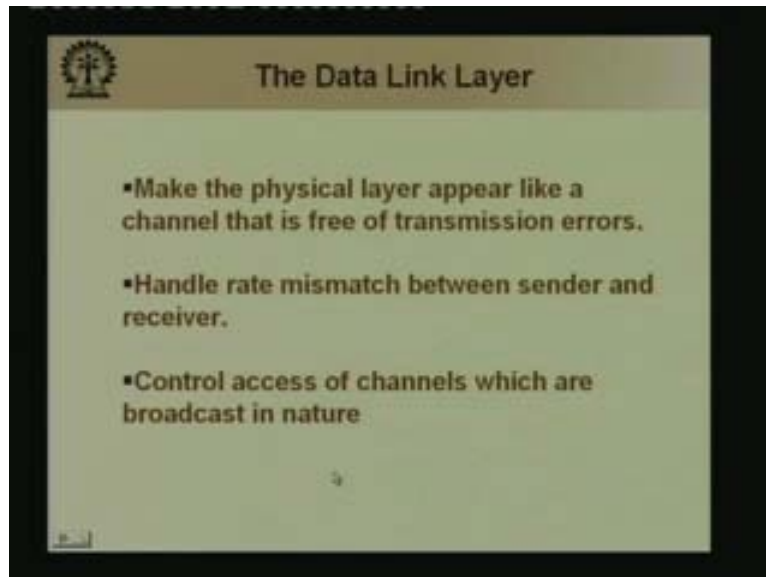 The Data Link Layer
▪Make the physical layer appear like a
channel that is free of transmission errors.
▪Handle rate mismatch between sender and
receiver.
▪Control access of channels which are
broadcast in nature